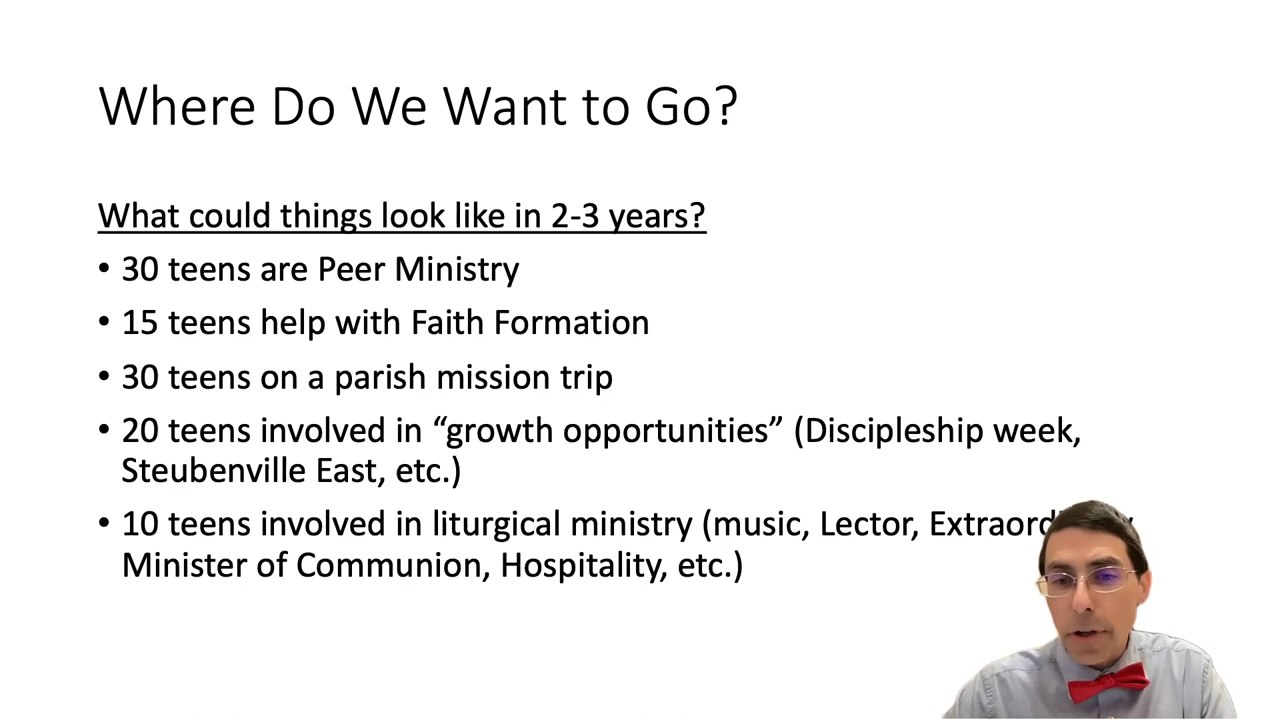 Where Do We Want to Go?
What could things look like in 2-3 years?
• 30 teens are Peer Ministry
• 15 teens help with Faith Formation
• 30 teens on a parish mission trip
• 20 teens involved in “growth opportunities” (Discipleship week,
Steubenville East, etc.)
• 10 teens involved in liturgical ministry (music, Lector,
Minister of Communion, Hospitality, etc.)